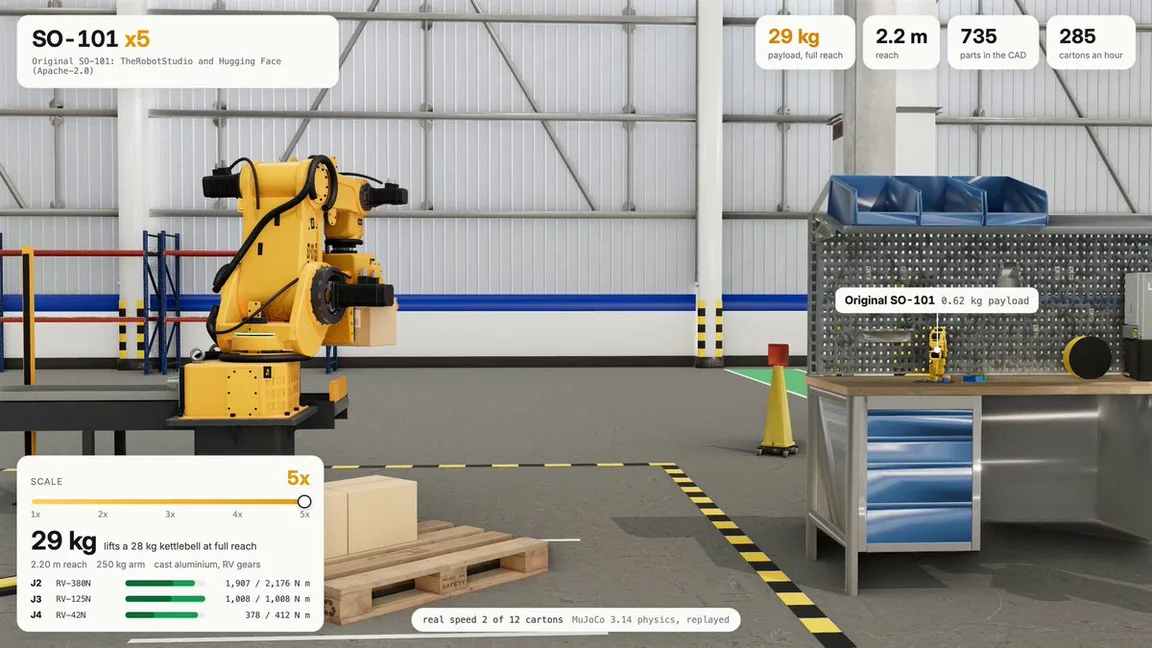 SO-101 x5
Original SO-101: TheRobotStudio and Hugging Face
(Apache-2.0)
29 kg
payload, full reach
2.2 m
reach
735
parts in the CAD
285
cartons an hour
Original SO-101 0.62 kg payload
SCALE 5x
1x 2x 3x 4x 5x
29 kg lifts a 28 kg kettlebell at full reach
2.20 m reach 250 kg arm cast aluminium, RV gears
J2 RV-380N 1,907 / 2,176 N m
J3 RV-125N 1,008 / 1,008 N m
J4 RV-42N 378 / 412 N m
real speed 2 of 12 cartons MuJoCo 3.14 physics, replayed